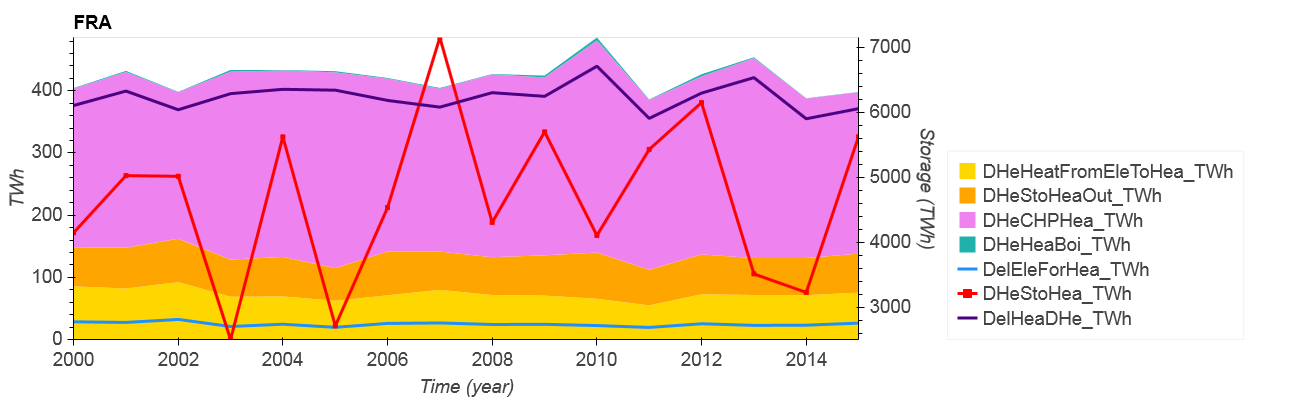 FRA
TWh
400
300
200
100
0
7000
6000
5000
4000
3000
Storage (TWh)
2000 2002 2004 2006 2008 2010 2012 2014
Time (year)
DHeHeatFromEleToHea_TWh
DHeStoHeaOut_TWh
DHeCHPHea_TWh
DHeHeaBoi_TWh
DelEleForHea_TWh
DHeStoHea_TWh
DelHeaDHe_TWh